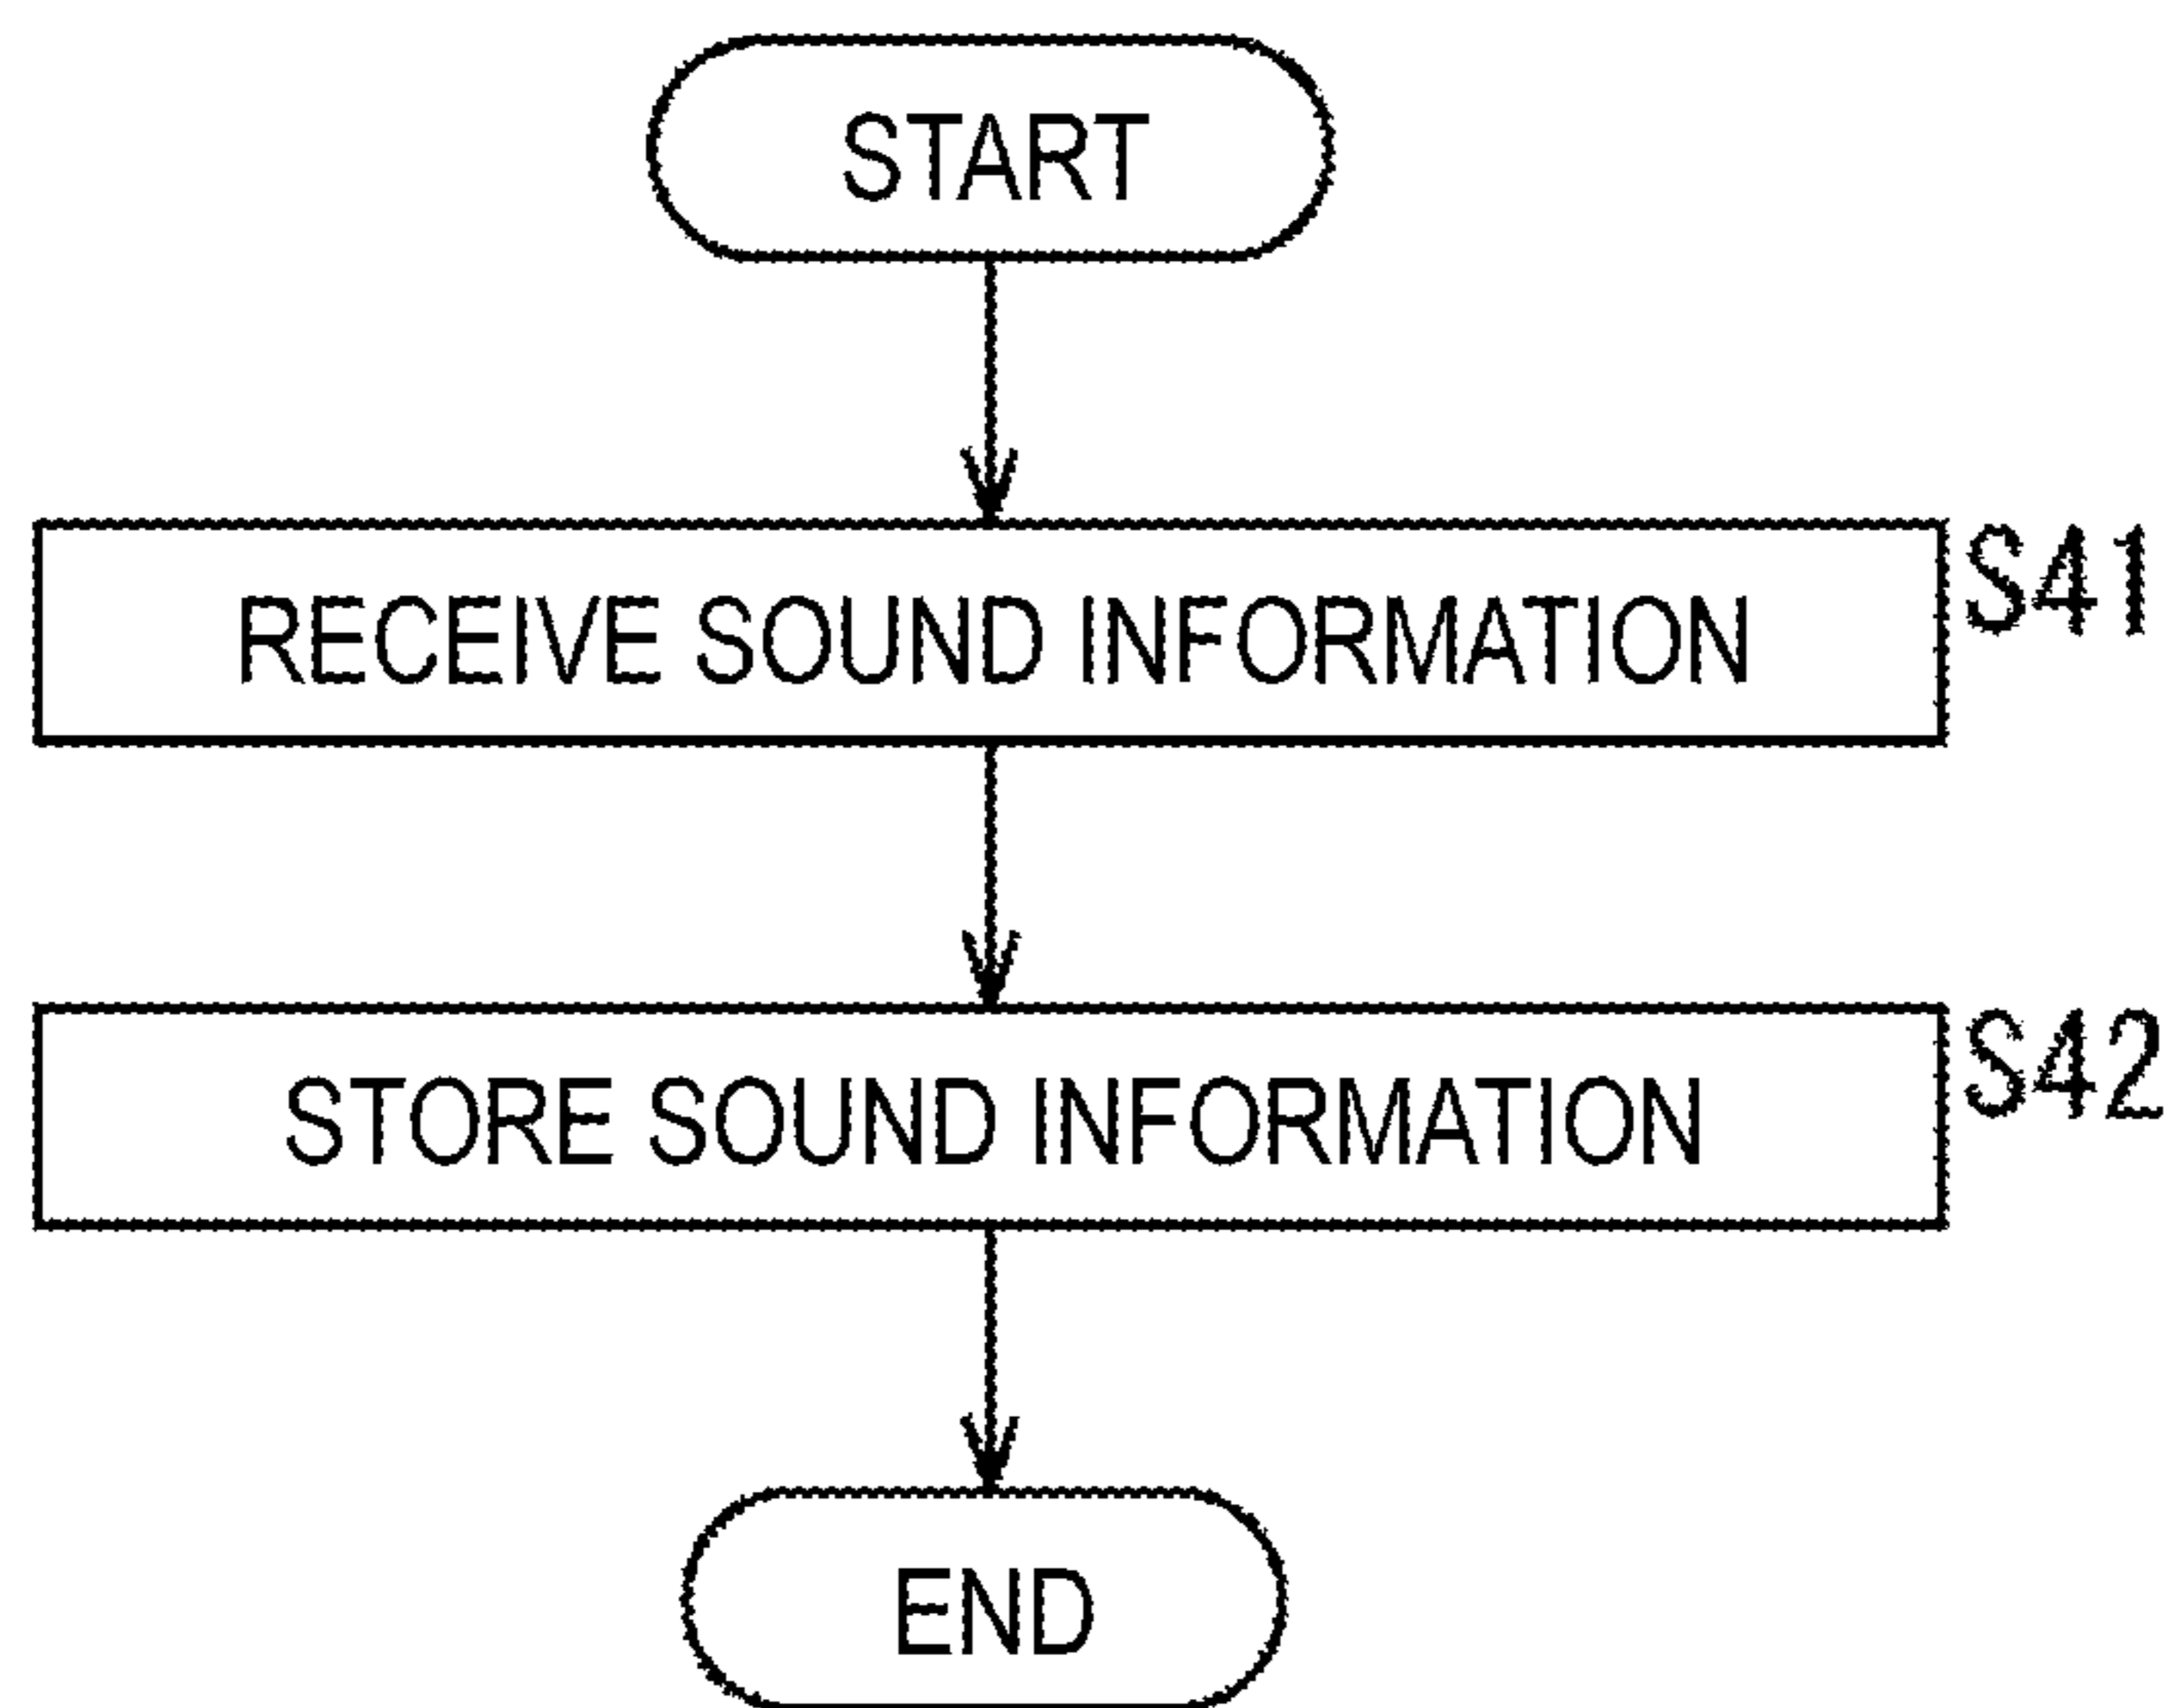 START
RECEIVE SOUND INFORMATION
S41
STORE SOUND INFORMATION
S42
END